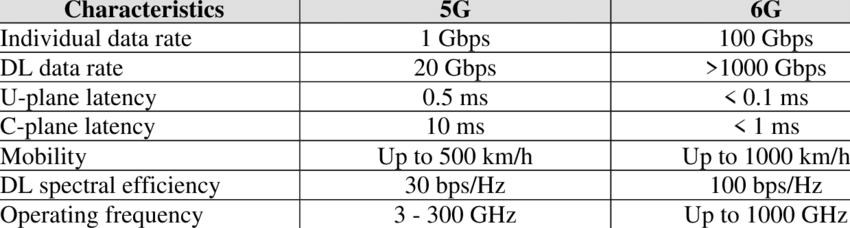 Characteristics 5G 6G
Individual data rate 1 Gbps 100 Gbps
DL data rate 20 Gbps >1000 Gbps
U-plane latency 0.5 ms < 0.1 ms
C-plane latency 10 ms < 1 ms
Mobility Up to 500 km/h Up to 1000 km/h
DL spectral efficiency 30 bps/Hz 100 bps/Hz
Operating frequency 3 - 300 GHz Up to 1000 GHz